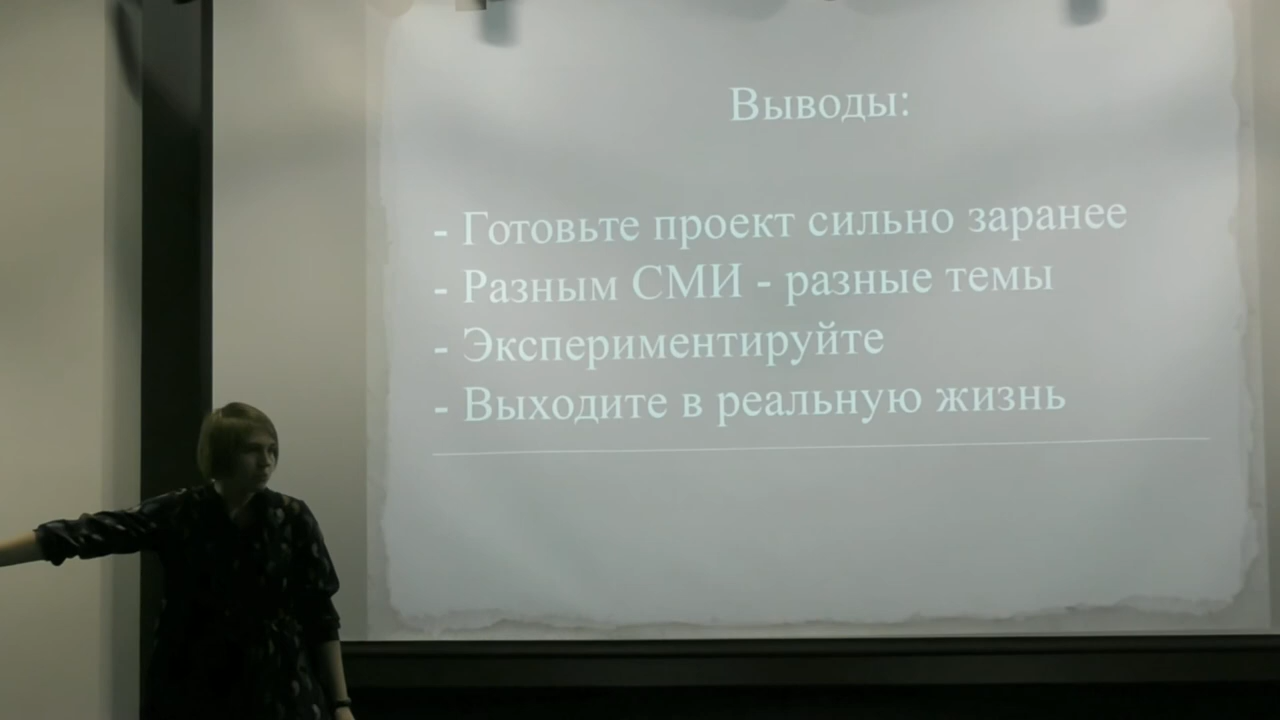 Выводы:
- Готовьте проект сильно заранее
- Разным СМИ - разные темы
- Экспериментируйте
- Выходите в реальную жизнь